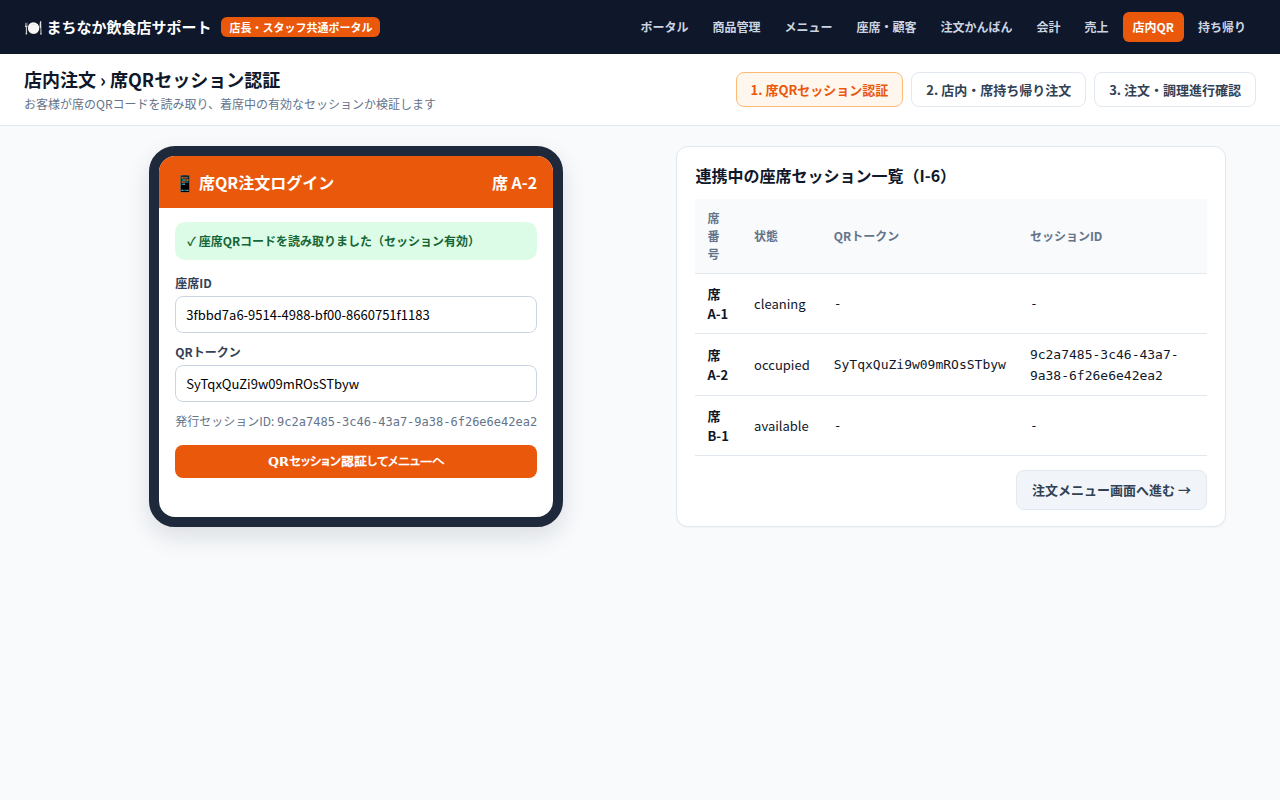 🍽️ まちなか飲食店サポート 店長・スタッフ共通ポータル ポータル 商品管理 メニュー 座席・顧客 注文かんばん 会計 売上 店内QR 持ち帰り
店内注文 › 席QRセッション認証
お客様が席のQRコードを読み取り、着席中の有効なセッションか検証します
1. 席QRセッション認証 2. 店内・席持ち帰り注文 3. 注文・調理進行確認
📱 席QR注文ログイン 席 A-2
✓ 座席QRコードを読み取りました（セッション有効）
座席ID
3fbbd7a6-9514-4988-bf00-8660751f1183
QRトークン
SyTqxQuZi9w09mROsSTbyw
発行セッションID: 9c2a7485-3c46-43a7-9a38-6f26e6e42ea2
QRセッション認証してメニューへ
連携中の座席セッション一覧（I-6）
席番号 状態 QRトークン セッションID
席 A-1 cleaning - -
席 A-2 occupied SyTqxQuZi9w09mROsSTbyw 9c2a7485-3c46-43a7-9a38-6f26e6e42ea2
席 B-1 available - -
注文メニュー画面へ進む →